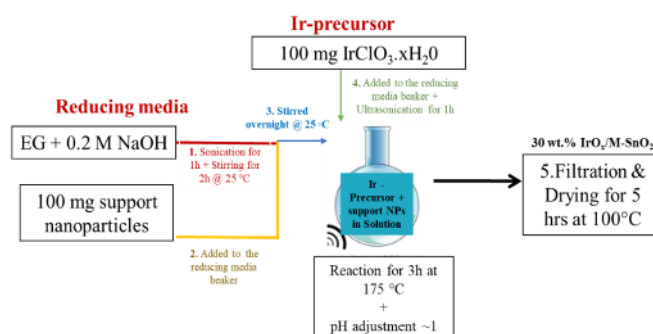 Ir-precursor
100 mg IrClO₃.xH₂0
Reducing media
EG + 0.2 M NaOH
100 mg support
nanoparticles
1. Sonication for
1h + Stirring for
2h @ 25 °C
2. Added to the
reducing media
beaker
3. Stirred
overnight @ 25 °C
4. Added to the reducing
media beaker +
Ultrasonication for 1h
Ir -
Precursor +
support NPs
in Solution
Reaction for 3h at
175 °C
+
pH adjustment ~1
30 wt.% IrOₓ/M-SnO₂
5.Filtration &
Drying for 5
hrs at 100°C